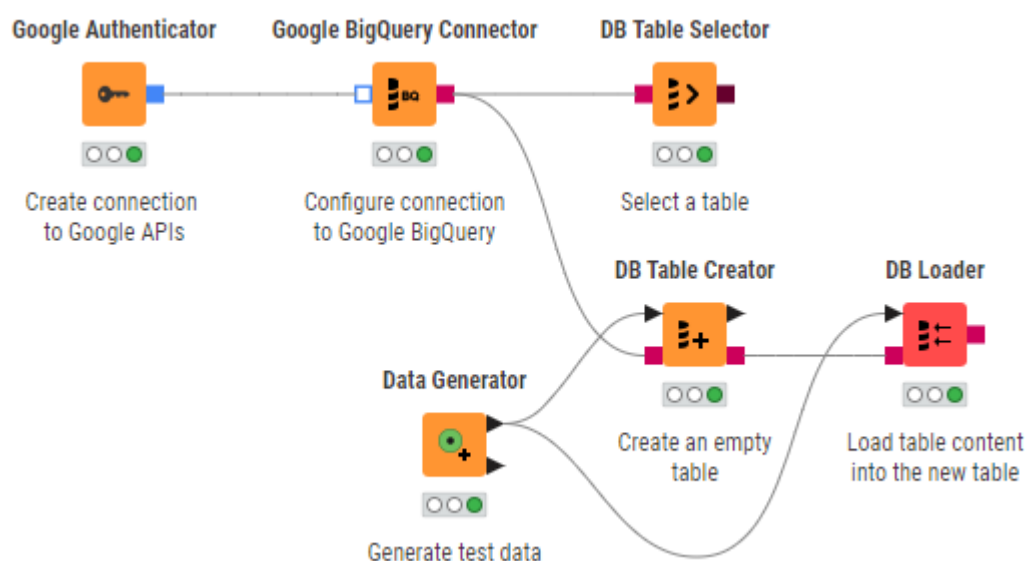 Google Authenticator
Google BigQuery Connector
DB Table Selector
BQ
Create connection
to Google APIs
Configure connection
to Google BigQuery
Select a table
DB Table Creator
DB Loader
Data Generator
Create an empty
table
Load table content
into the new table
Generate test data